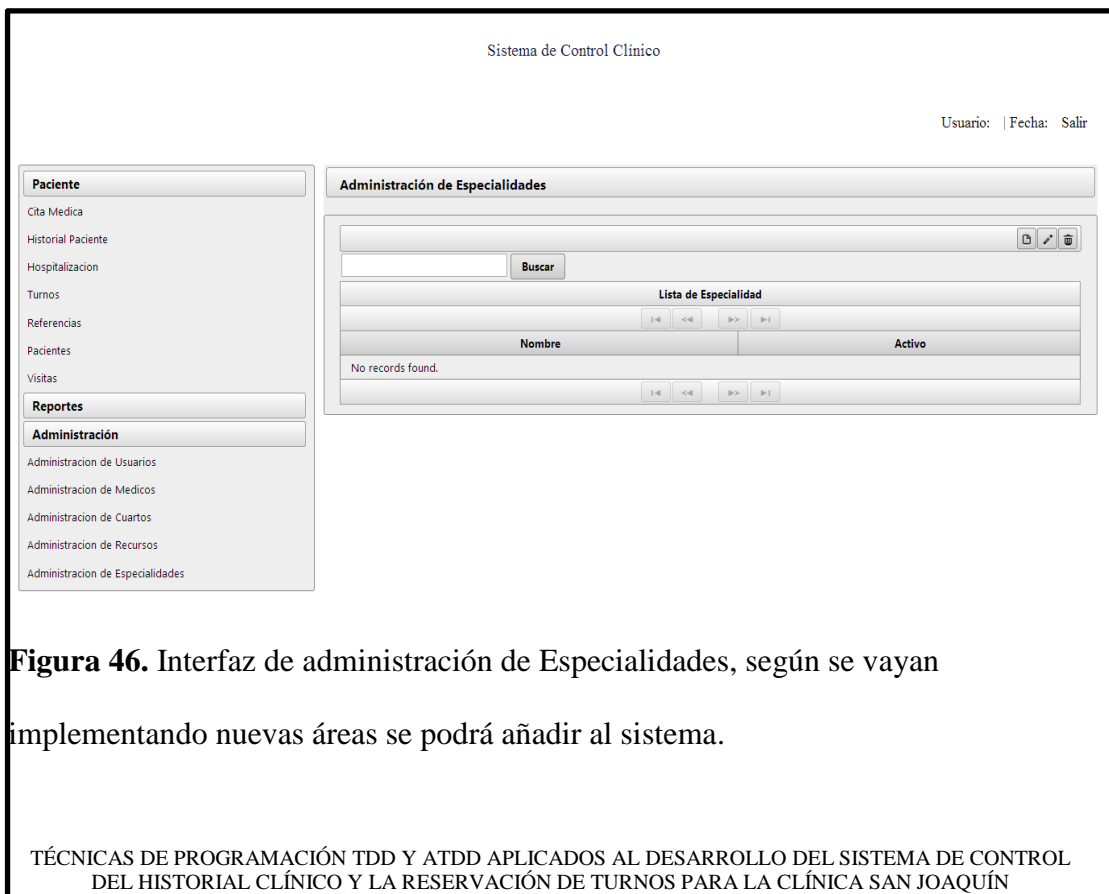 Sistema de Control Clínico
Usuario: | Fecha: Salir
Paciente
Cita Medica
Historial Paciente
Hospitalizacion
Turnos
Referencias
Pacientes
Visitas
Reportes
Administración
Administracion de Usuarios
Administracion de Medicos
Administracion de Cuartos
Administracion de Recursos
Administracion de Especialidades
Administración de Especialidades
Buscar
Lista de Especialidad
Nombre Activo
No records found.
Figura 46. Interfaz de administración de Especialidades, según se vayan
implementando nuevas áreas se podrá añadir al sistema.
TÉCNICAS DE PROGRAMACIÓN TDD Y ATDD APLICADOS AL DESARROLLO DEL SISTEMA DE CONTROL
DEL HISTORIAL CLÍNICO Y LA RESERVACIÓN DE TURNOS PARA LA CLÍNICA SAN JOAQUÍN